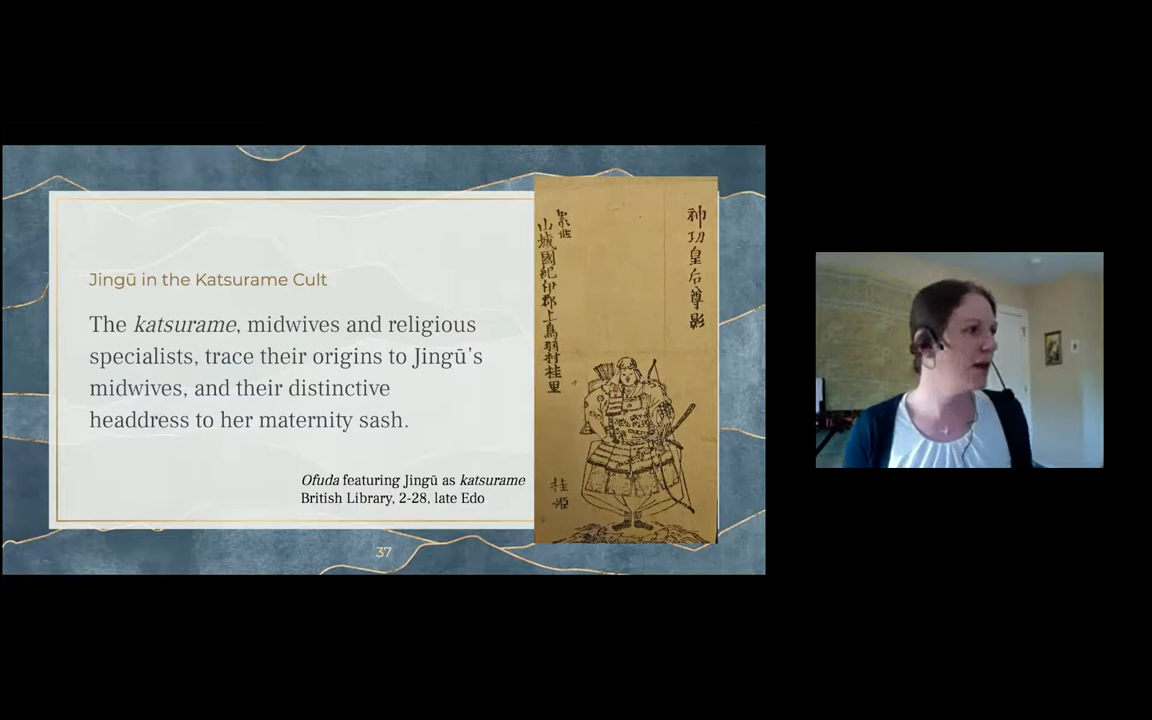 Jingū in the Katsurame Cult
The katsurame, midwives and religious
specialists, trace their origins to Jingū’s
midwives, and their distinctive
headdress to her maternity sash.
Ofuda featuring Jingū as katsurame
British Library, 2-28, late Edo
神功皇后尊影
累世
山城國紀伊郡上鳥羽村桂里
桂姫
37